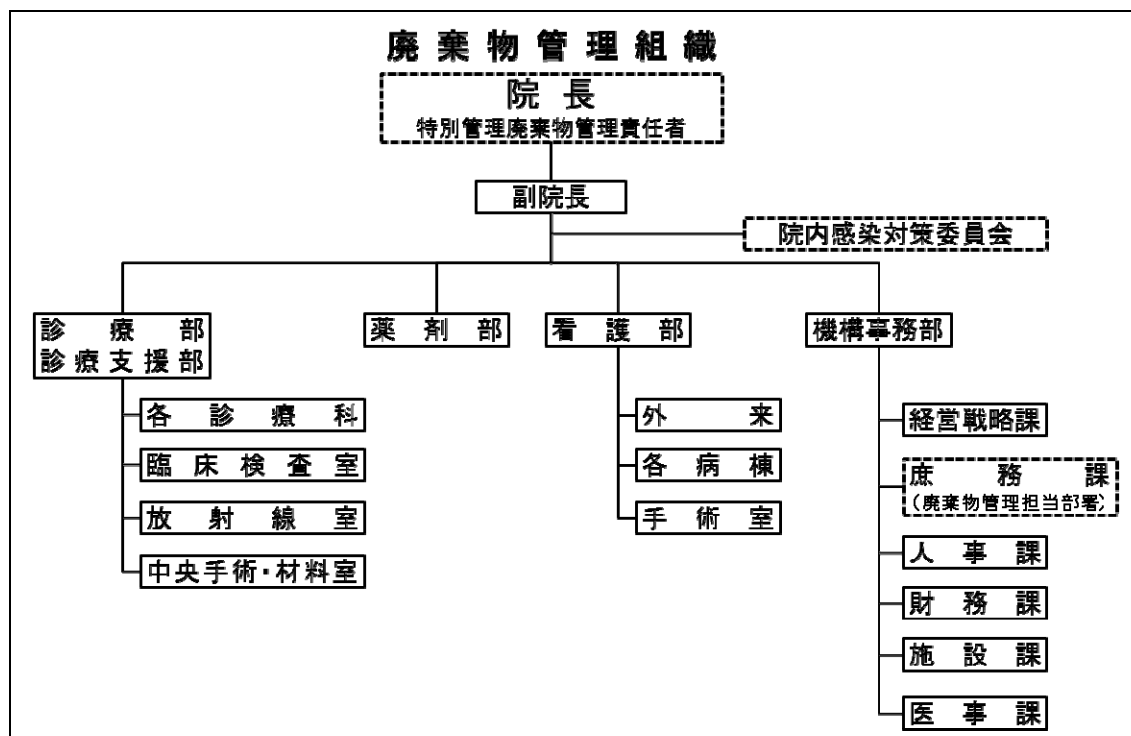 廃棄物管理組織
院長
特別管理廃棄物管理責任者
副院長
院内感染対策委員会
診療部
診療支援部
薬剤部
看護部
機構事務部
各診療科
臨床検査室
放射線室
中央手術・材料室
外来
各病棟
手術室
経営戦略課
庶務課
（廃棄物管理担当部署）
人事課
財務課
施設課
医事課